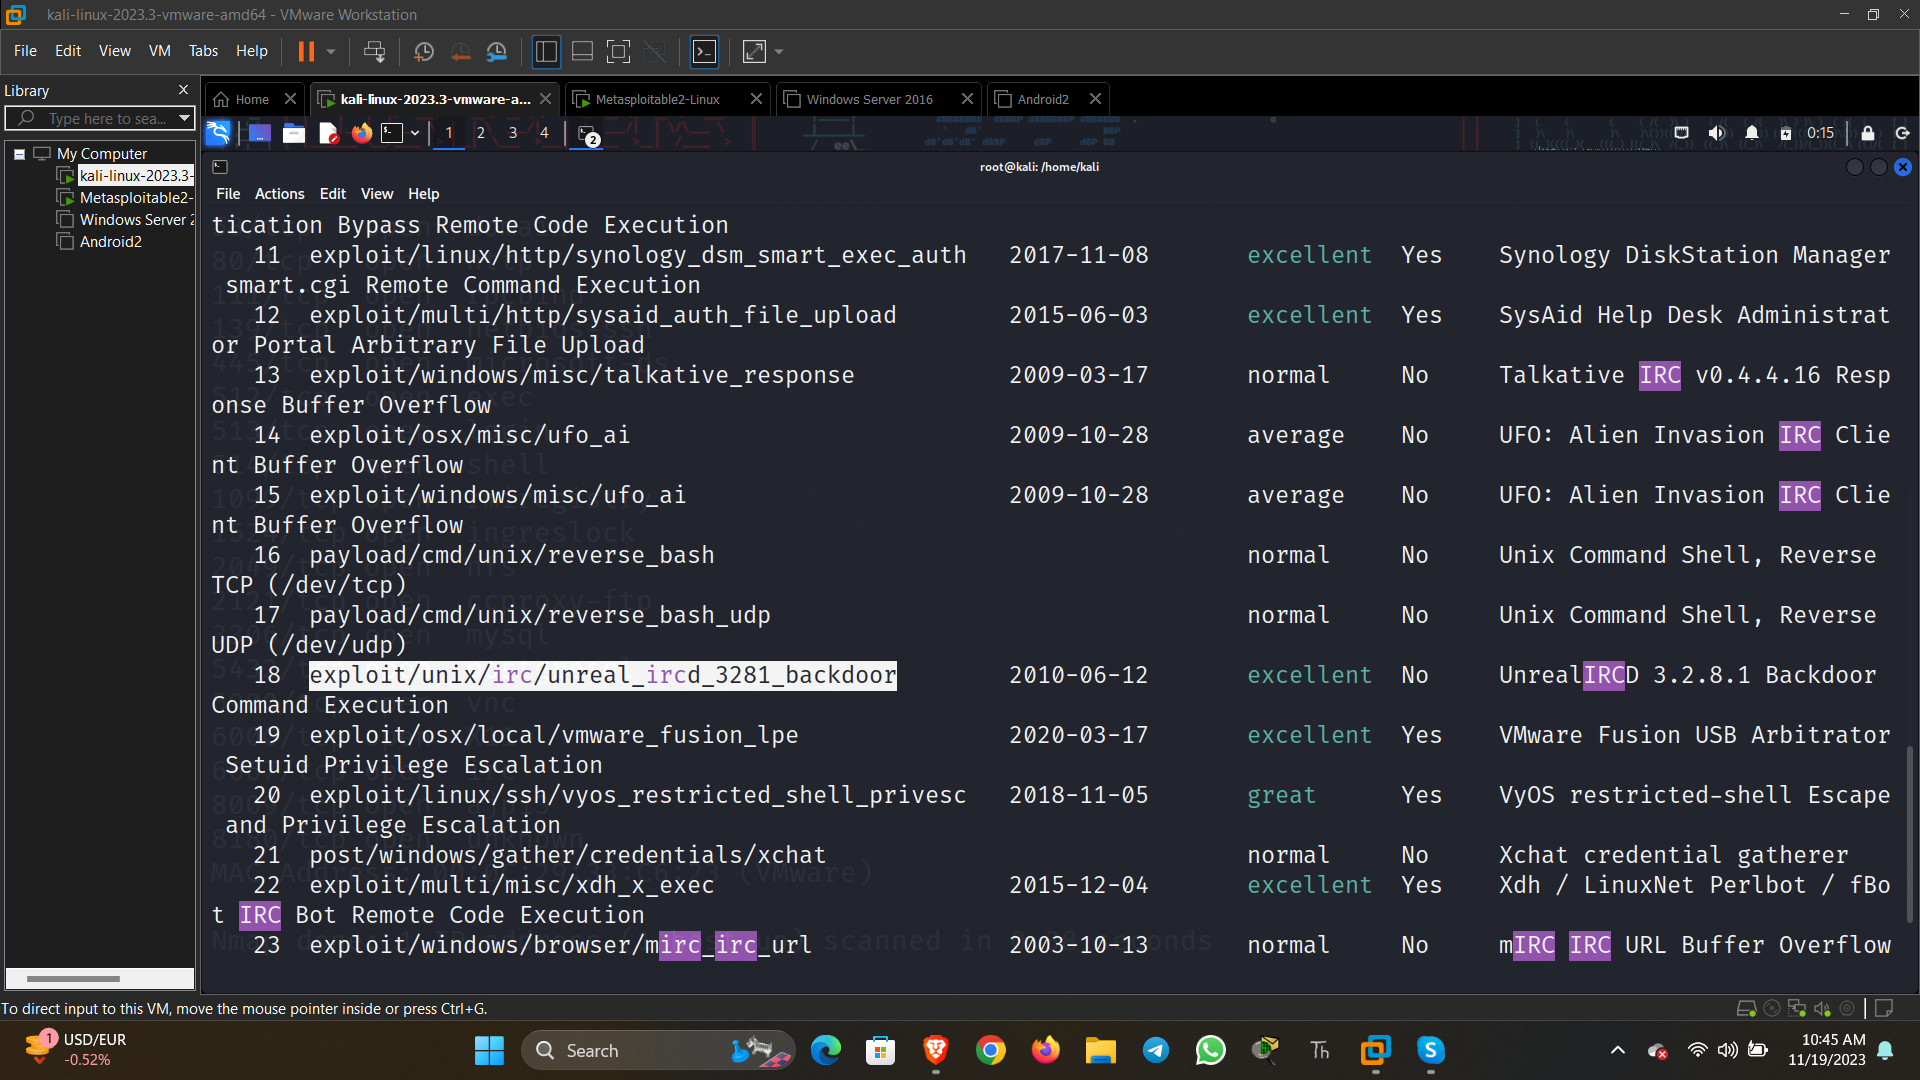 kali-linux-2023.3-vmware-amd64 - VMware Workstation
File Edit View VM Tabs Help
Library
Type here to sea...
Home
kali-linux-2023.3-vmware-a...
Metasploitable2-Linux
Windows Server 2016
Android2
My Computer
kali-linux-2023.3-
Metasploitable2-
Windows Server 2
Android2
1 2 3 4 2 0:15
root@kali: /home/kali
File Actions Edit View Help
tication Bypass Remote Code Execution
11 exploit/linux/http/synology_dsm_smart_exec_auth 2017-11-08 excellent Yes Synology DiskStation Manager
smart.cgi Remote Command Execution
12 exploit/multi/http/sysaid_auth_file_upload 2015-06-03 excellent Yes SysAid Help Desk Administrat
or Portal Arbitrary File Upload
13 exploit/windows/misc/talkative_response 2009-03-17 normal No Talkative IRC v0.4.4.16 Resp
onse Buffer Overflow
14 exploit/osx/misc/ufo_ai 2009-10-28 average No UFO: Alien Invasion IRC Clie
nt Buffer Overflow
15 exploit/windows/misc/ufo_ai 2009-10-28 average No UFO: Alien Invasion IRC Clie
nt Buffer Overflow
16 payload/cmd/unix/reverse_bash normal No Unix Command Shell, Reverse
TCP (/dev/tcp)
17 payload/cmd/unix/reverse_bash_udp normal No Unix Command Shell, Reverse
UDP (/dev/udp)
18 exploit/unix/irc/unreal_ircd_3281_backdoor 2010-06-12 excellent No UnrealIRCD 3.2.8.1 Backdoor
Command Execution
19 exploit/osx/local/vmware_fusion_lpe 2020-03-17 excellent Yes VMware Fusion USB Arbitrator
Setuid Privilege Escalation
20 exploit/linux/ssh/vyos_restricted_shell_privesc 2018-11-05 great Yes VyOS restricted-shell Escape
and Privilege Escalation
21 post/windows/gather/credentials/xchat normal No Xchat credential gatherer
22 exploit/multi/misc/xdh_x_exec 2015-12-04 excellent Yes Xdh / LinuxNet Perlbot / fBo
t IRC Bot Remote Code Execution
23 exploit/windows/browser/mirc_irc_url 2003-10-13 normal No mIRC IRC URL Buffer Overflow
To direct input to this VM, move the mouse pointer inside or press Ctrl+G.
1 USD/EUR
-0.52%
Search
Th
10:45 AM
11/19/2023